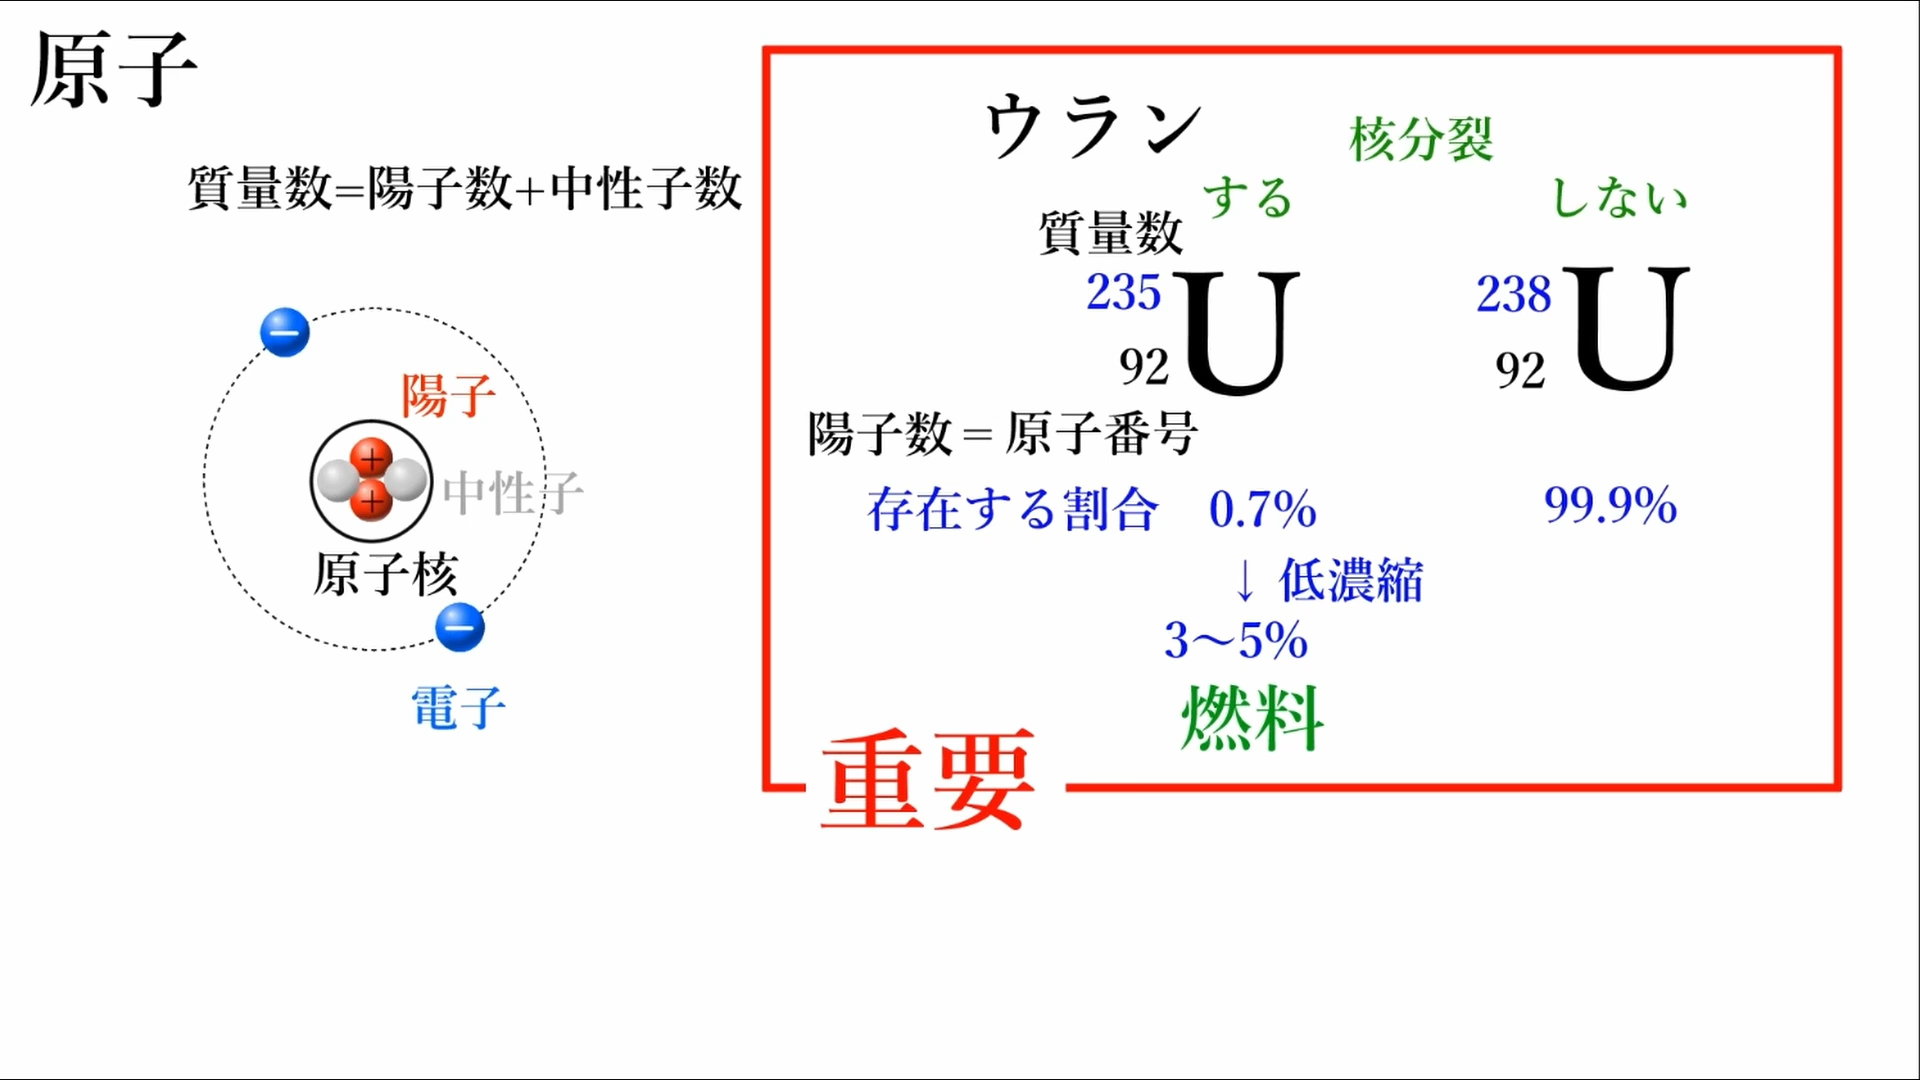 原子
質量数=陽子数+中性子数
陽子
+
+
中性子
原子核
−
−
電子
ウラン
核分裂
する
しない
質量数
235
92
U
238
92
U
陽子数 = 原子番号
存在する割合 0.7% 99.9%
↓ 低濃縮
3〜5%
燃料
重要